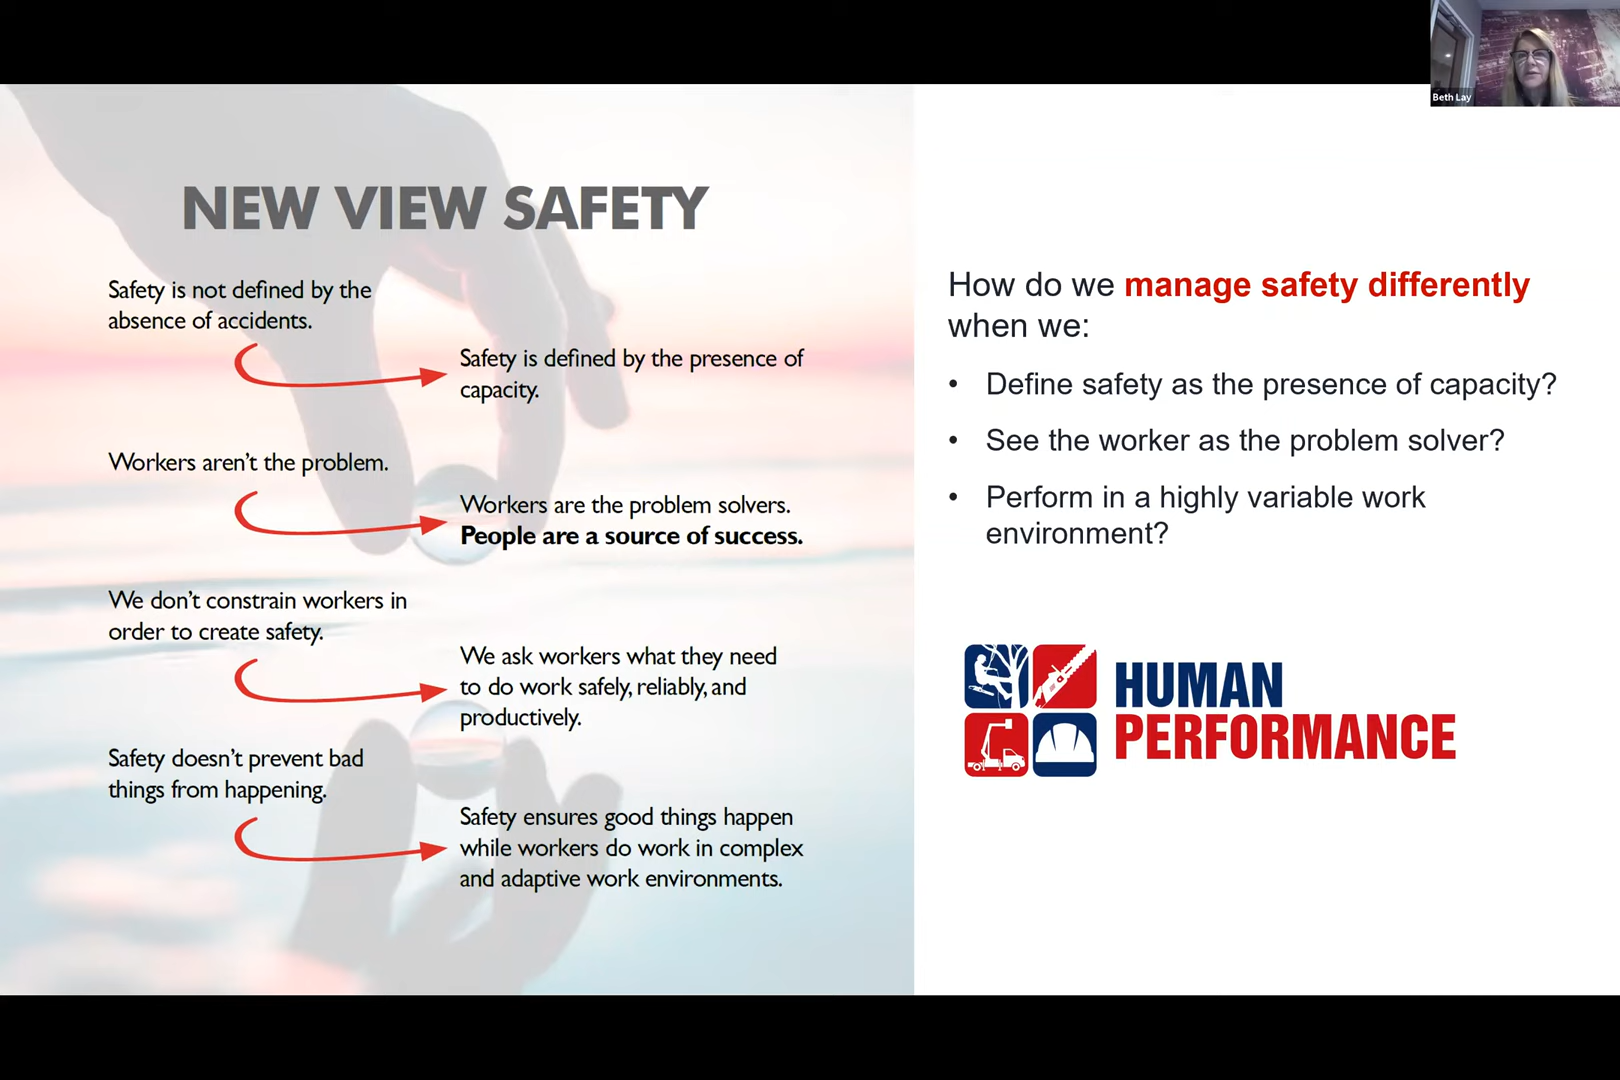 Beth Lay
NEW VIEW SAFETY
Safety is not defined by the
absence of accidents.
Safety is defined by the presence of
capacity.
Workers aren't the problem.
Workers are the problem solvers.
People are a source of success.
We don't constrain workers in
order to create safety.
We ask workers what they need
to do work safely, reliably, and
productively.
Safety doesn't prevent bad
things from happening.
Safety ensures good things happen
while workers do work in complex
and adaptive work environments.
How do we manage safety differently
when we:
• Define safety as the presence of capacity?
• See the worker as the problem solver?
• Perform in a highly variable work
environment?
HUMAN
PERFORMANCE